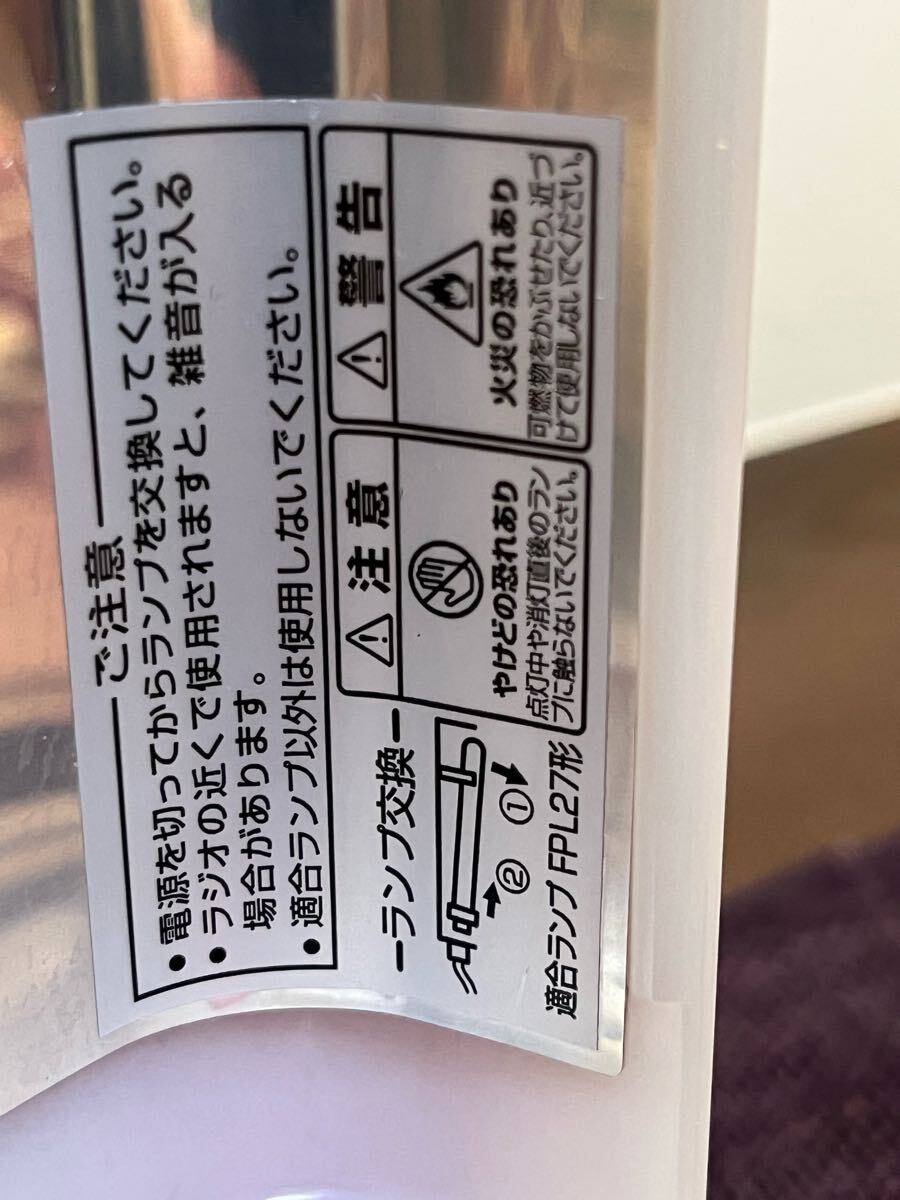 ご注意
• 電源を切ってからランプを交換してください。
• ラジオの近くで使用されますと、雑音が入る
場合があります。
• 適合ランプ以外は使用しないでください。
ランプ交換
② ①
適合ランプ FPL27形
注意
やけどの恐れあり
点灯中や消灯直後のラン
プに触らないでください。
警告
火災の恐れあり
可燃物をかぶせたり、近づ
けて使用しないでください。